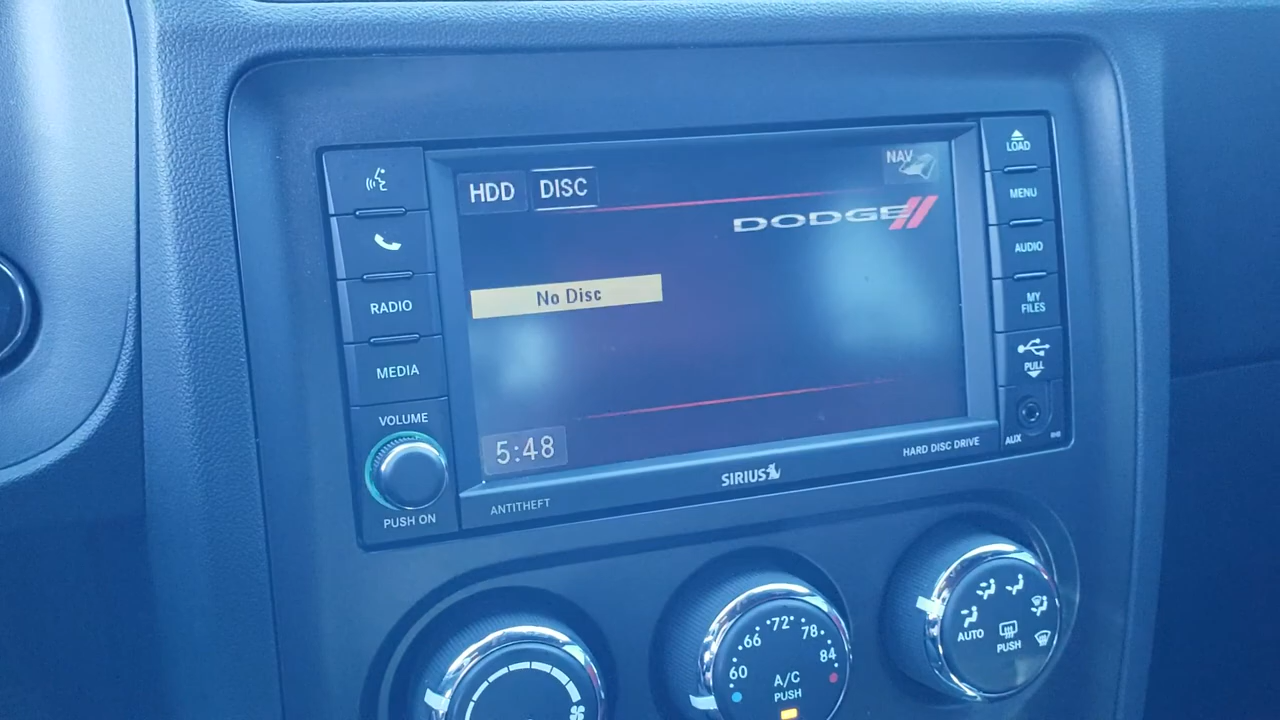 HDD DISC
NAV
DODGE
No Disc
5:48
RADIO
MEDIA
VOLUME
PUSH ON
LOAD
MENU
AUDIO
MY
FILES
PULL
AUX
ANTITHEFT
SIRIUS
HARD DISC DRIVE
60 66 72° 78 84
A/C
PUSH
AUTO
PUSH